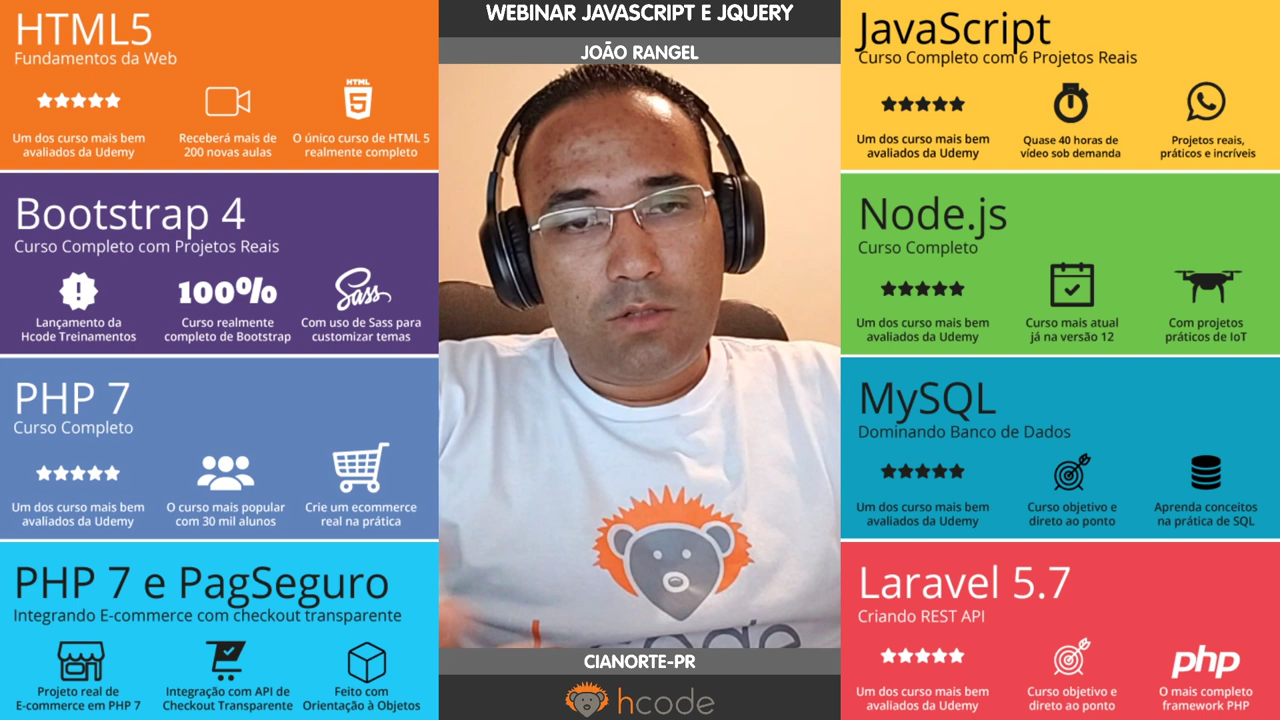 HTML5
Fundamentos da Web
HTML
5
Um dos curso mais bem
avaliados da Udemy
Receberá mais de
200 novas aulas
O único curso de HTML 5
realmente completo
Bootstrap 4
Curso Completo com Projetos Reais
!
100%
Sass
Lançamento da
Hcode Treinamentos
Curso realmente
completo de Bootstrap
Com uso de Sass para
customizar temas
PHP 7
Curso Completo
Um dos curso mais bem
avaliados da Udemy
O curso mais popular
com 30 mil alunos
Crie um ecommerce
real na prática
PHP 7 e PagSeguro
Integrando E-commerce com checkout transparente
Projeto real de
E-commerce em PHP 7
Integração com API de
Checkout Transparente
Feito com
Orientação à Objetos
WEBINAR JAVASCRIPT E JQUERY
JOÃO RANGEL
CIANORTE-PR
hcode
JavaScript
Curso Completo com 6 Projetos Reais
Um dos curso mais bem
avaliados da Udemy
Quase 40 horas de
vídeo sob demanda
Projetos reais,
práticos e incríveis
Node.js
Curso Completo
Um dos curso mais bem
avaliados da Udemy
Curso mais atual
já na versão 12
Com projetos
práticos de IoT
MySQL
Dominando Banco de Dados
Um dos curso mais bem
avaliados da Udemy
Curso objetivo e
direto ao ponto
Aprenda conceitos
na prática de SQL
Laravel 5.7
Criando REST API
php
Um dos curso mais bem
avaliados da Udemy
Curso objetivo e
direto ao ponto
O mais completo
framework PHP